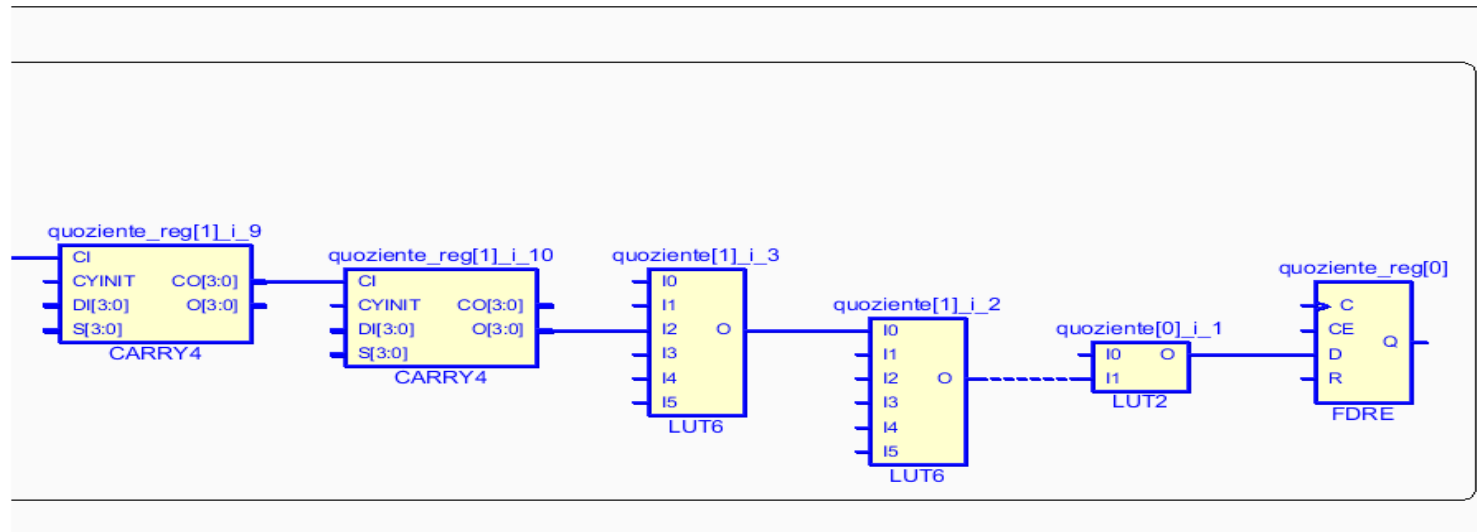 quoziente_reg[1]_i_9
CI
CYINIT CO[3:0]
DI[3:0] O[3:0]
S[3:0]
CARRY4
quoziente_reg[1]_i_10
CI
CYINIT CO[3:0]
DI[3:0] O[3:0]
S[3:0]
CARRY4
quoziente[1]_i_3
I0
I1
I2 O
I3
I4
I5
LUT6
quoziente[1]_i_2
I0
I1
I2 O
I3
I4
I5
LUT6
quoziente[0]_i_1
I0 O
I1
LUT2
quoziente_reg[0]
C
CE Q
D
R
FDRE